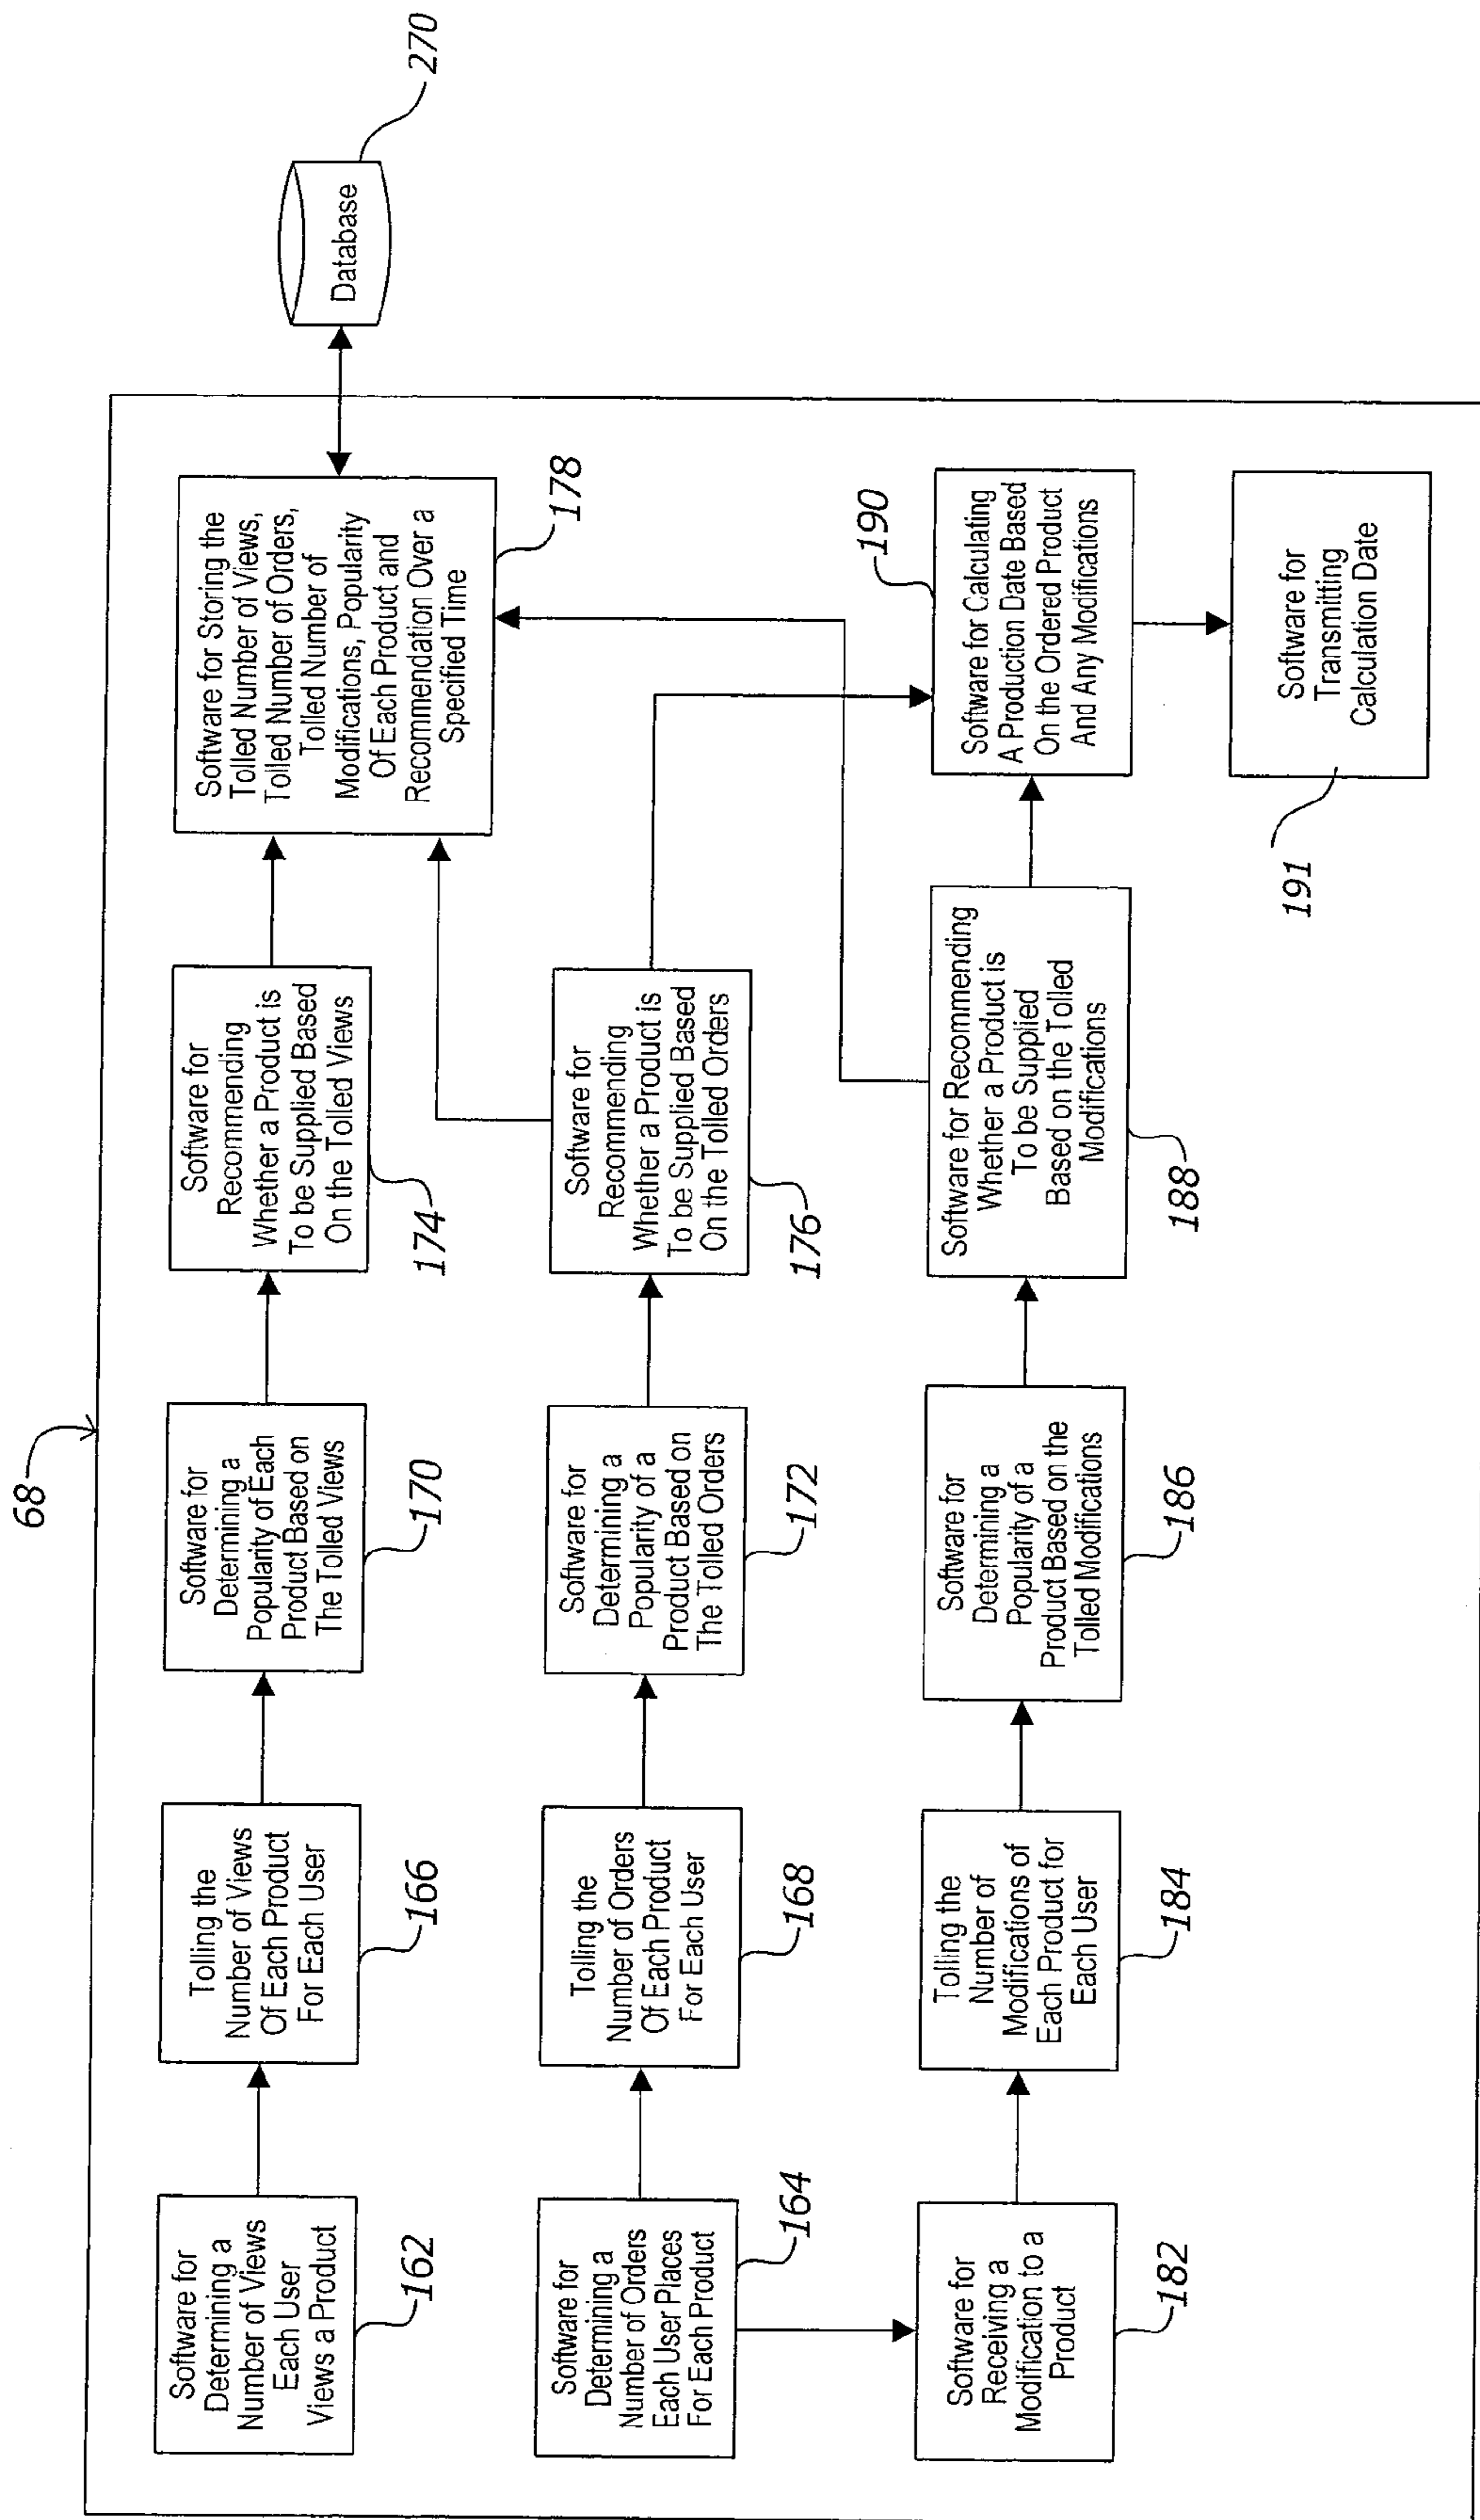 68
Software for
Determining a
Number of Views
Each User
Views a Product
162
Tolling the
Number of Views
Of Each Product
For Each User
166
Software for
Determining a
Popularity of Each
Product Based on
The Tolled Views
170
Software for
Recommending
Whether a Product is
To be Supplied Based
On the Tolled Views
174
Software for Storing the
Tolled Number of Views,
Tolled Number of Orders,
Tolled Number of
Modifications, Popularity
Of Each Product and
Recommendation Over a
Specified Time
178
Database
270
Software for
Determining a
Number of Orders
Each User Places
For Each Product
164
Tolling the
Number of Orders
Of Each Product
For Each User
168
Software for
Determining a
Popularity of a
Product Based on
The Tolled Orders
172
Software for
Recommending
Whether a Product is
To be Supplied Based
On the Tolled Orders
176
Software for
Receiving a
Modification to a
Product
182
Tolling the
Number of
Modifications of
Each Product for
Each User
184
Software for
Determining a
Popularity of a
Product Based on the
Tolled Modifications
186
Software for Recommending
Whether a Product is
To be Supplied
Based on the Tolled
Modifications
188
190
Software for Calculating
A Production Date Based
On the Ordered Product
And Any Modifications
Software for
Transmitting
Calculation Date
191